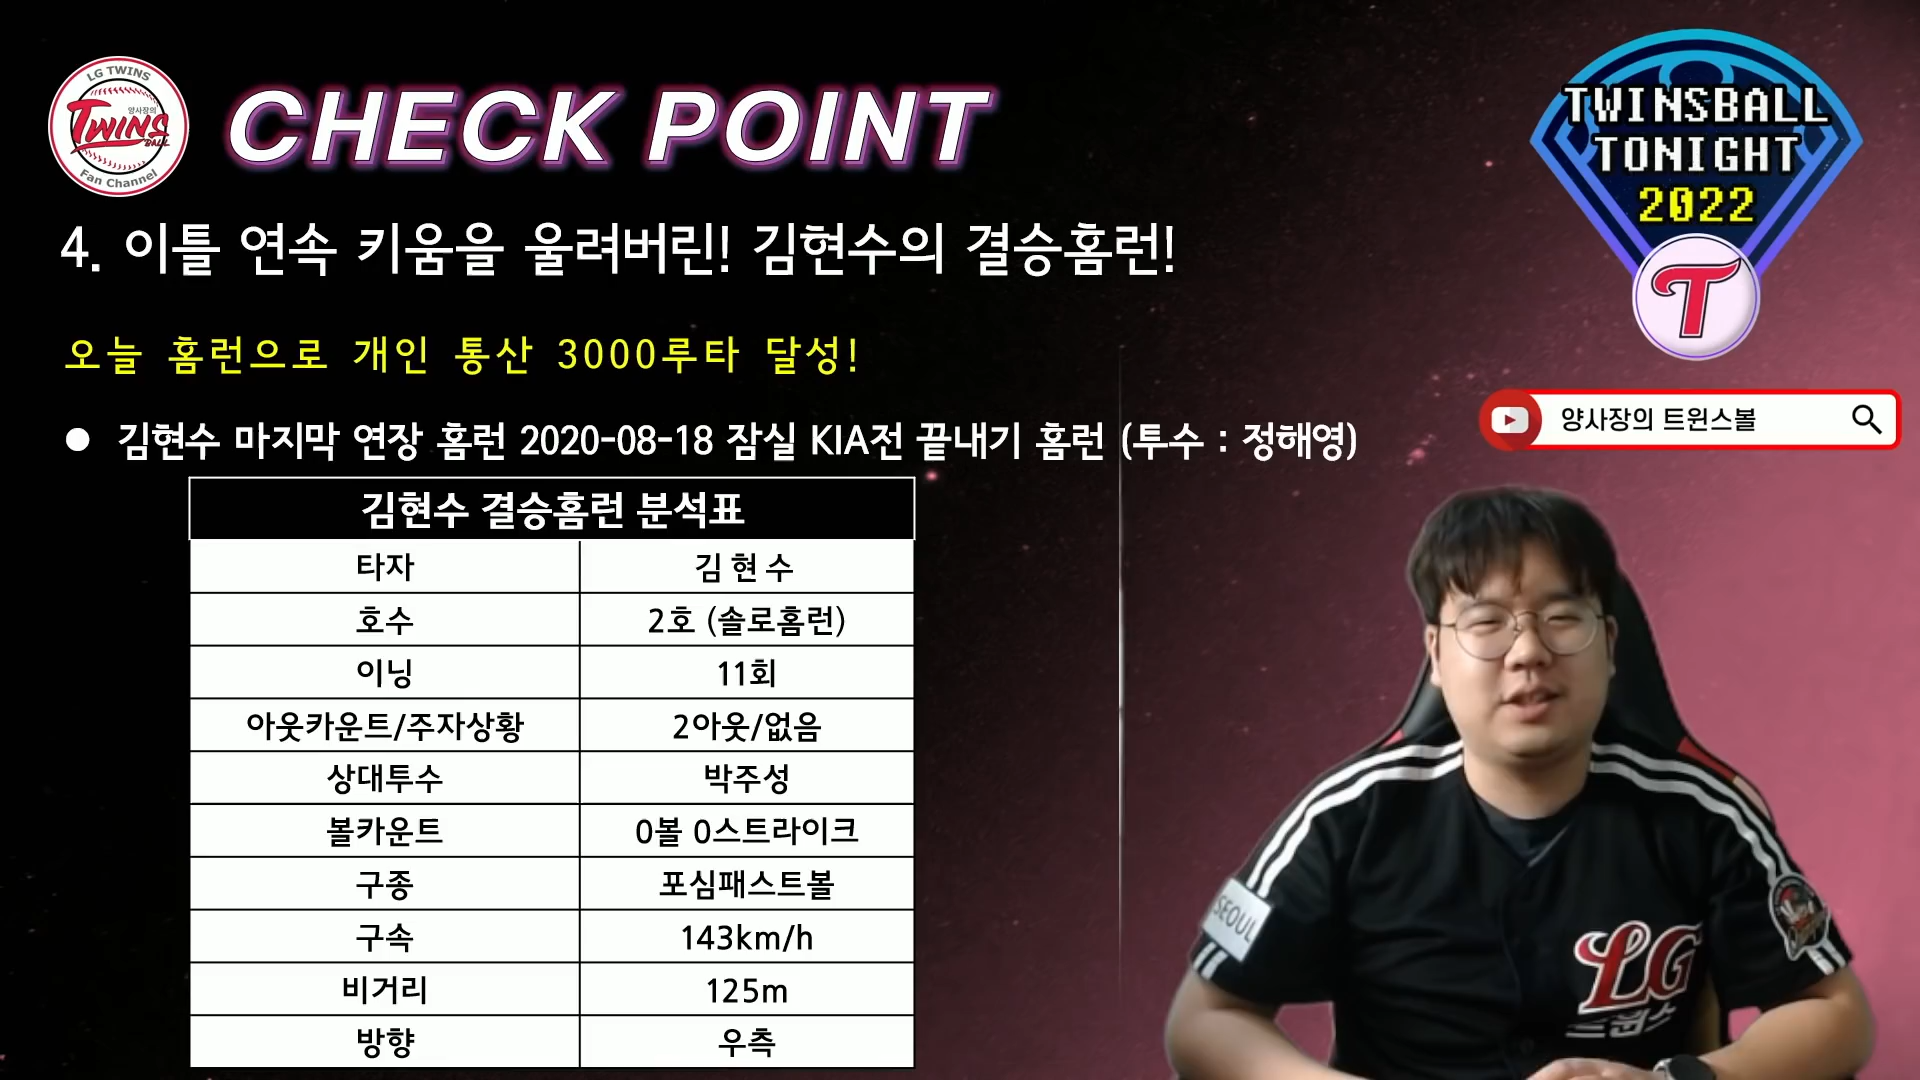 LG TWINS
양사장의
TWINS
BALL
Fan Channel
CHECK POINT
TWINSBALL
TONIGHT
2022
T
4. 이틀 연속 키움을 울려버린! 김현수의 결승홈런!
오늘 홈런으로 개인 통산 3000루타 달성!
양사장의 트윈스볼
● 김현수 마지막 연장 홈런 2020-08-18 잠실 KIA전 끝내기 홈런 (투수 : 정해영)
김현수 결승홈런 분석표
타자 김 현 수
호수 2호 (솔로홈런)
이닝 11회
아웃카운트/주자상황 2아웃/없음
상대투수 박주성
볼카운트 0볼 0스트라이크
구종 포심패스트볼
구속 143km/h
비거리 125m
방향 우측
SEOUL
LG
트윈스